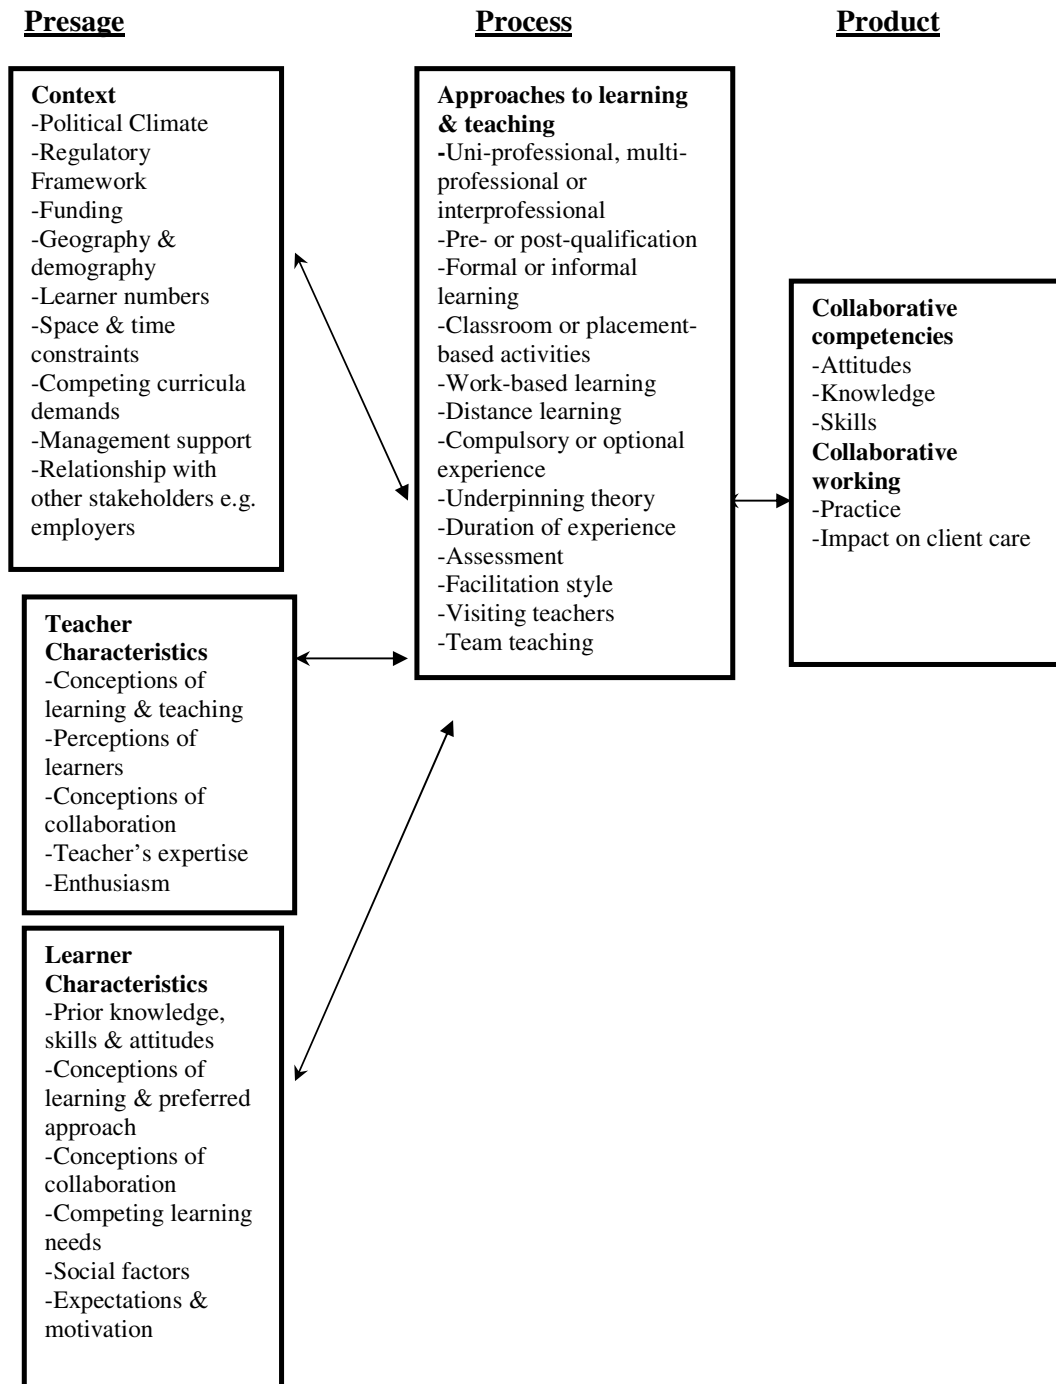 Presage
Process
Product
Context
-Political Climate
-Regulatory
Framework
-Funding
-Geography &
demography
-Learner numbers
-Space & time
constraints
-Competing curricula
demands
-Management support
-Relationship with
other stakeholders e.g.
employers
Teacher
Characteristics
-Conceptions of
learning & teaching
-Perceptions of
learners
-Conceptions of
collaboration
-Teacher’s expertise
-Enthusiasm
Learner
Characteristics
-Prior knowledge,
skills & attitudes
-Conceptions of
learning & preferred
approach
-Conceptions of
collaboration
-Competing learning
needs
-Social factors
-Expectations &
motivation
Approaches to learning
& teaching
-Uni-professional, multi-
professional or
interprofessional
-Pre- or post-qualification
-Formal or informal
learning
-Classroom or placement-
based activities
-Work-based learning
-Distance learning
-Compulsory or optional
experience
-Underpinning theory
-Duration of experience
-Assessment
-Facilitation style
-Visiting teachers
-Team teaching
Collaborative
competencies
-Attitudes
-Knowledge
-Skills
Collaborative
working
-Practice
-Impact on client care